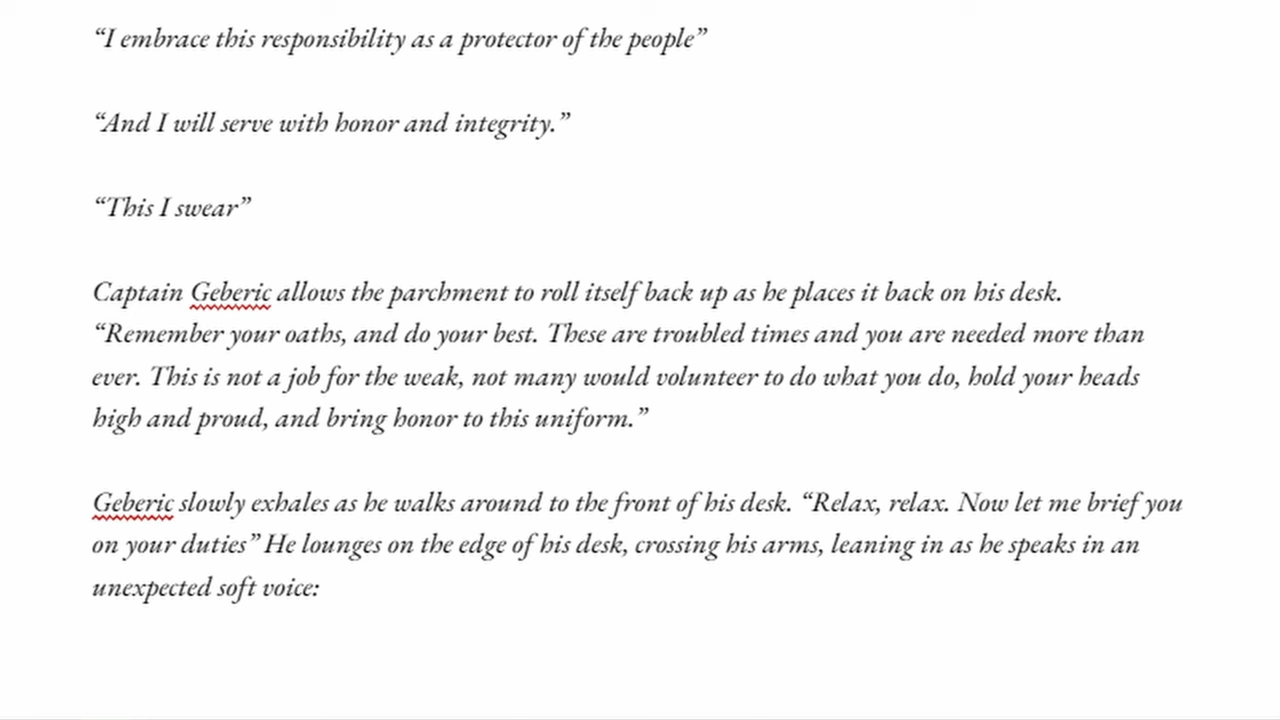 “I embrace this responsibility as a protector of the people”
“And I will serve with honor and integrity.”
“This I swear”
Captain Geberic allows the parchment to roll itself back up as he places it back on his desk.
“Remember your oaths, and do your best. These are troubled times and you are needed more than
ever. This is not a job for the weak, not many would volunteer to do what you do, hold your heads
high and proud, and bring honor to this uniform.”
Geberic slowly exhales as he walks around to the front of his desk. “Relax, relax. Now let me brief you
on your duties” He lounges on the edge of his desk, crossing his arms, leaning in as he speaks in an
unexpected soft voice: